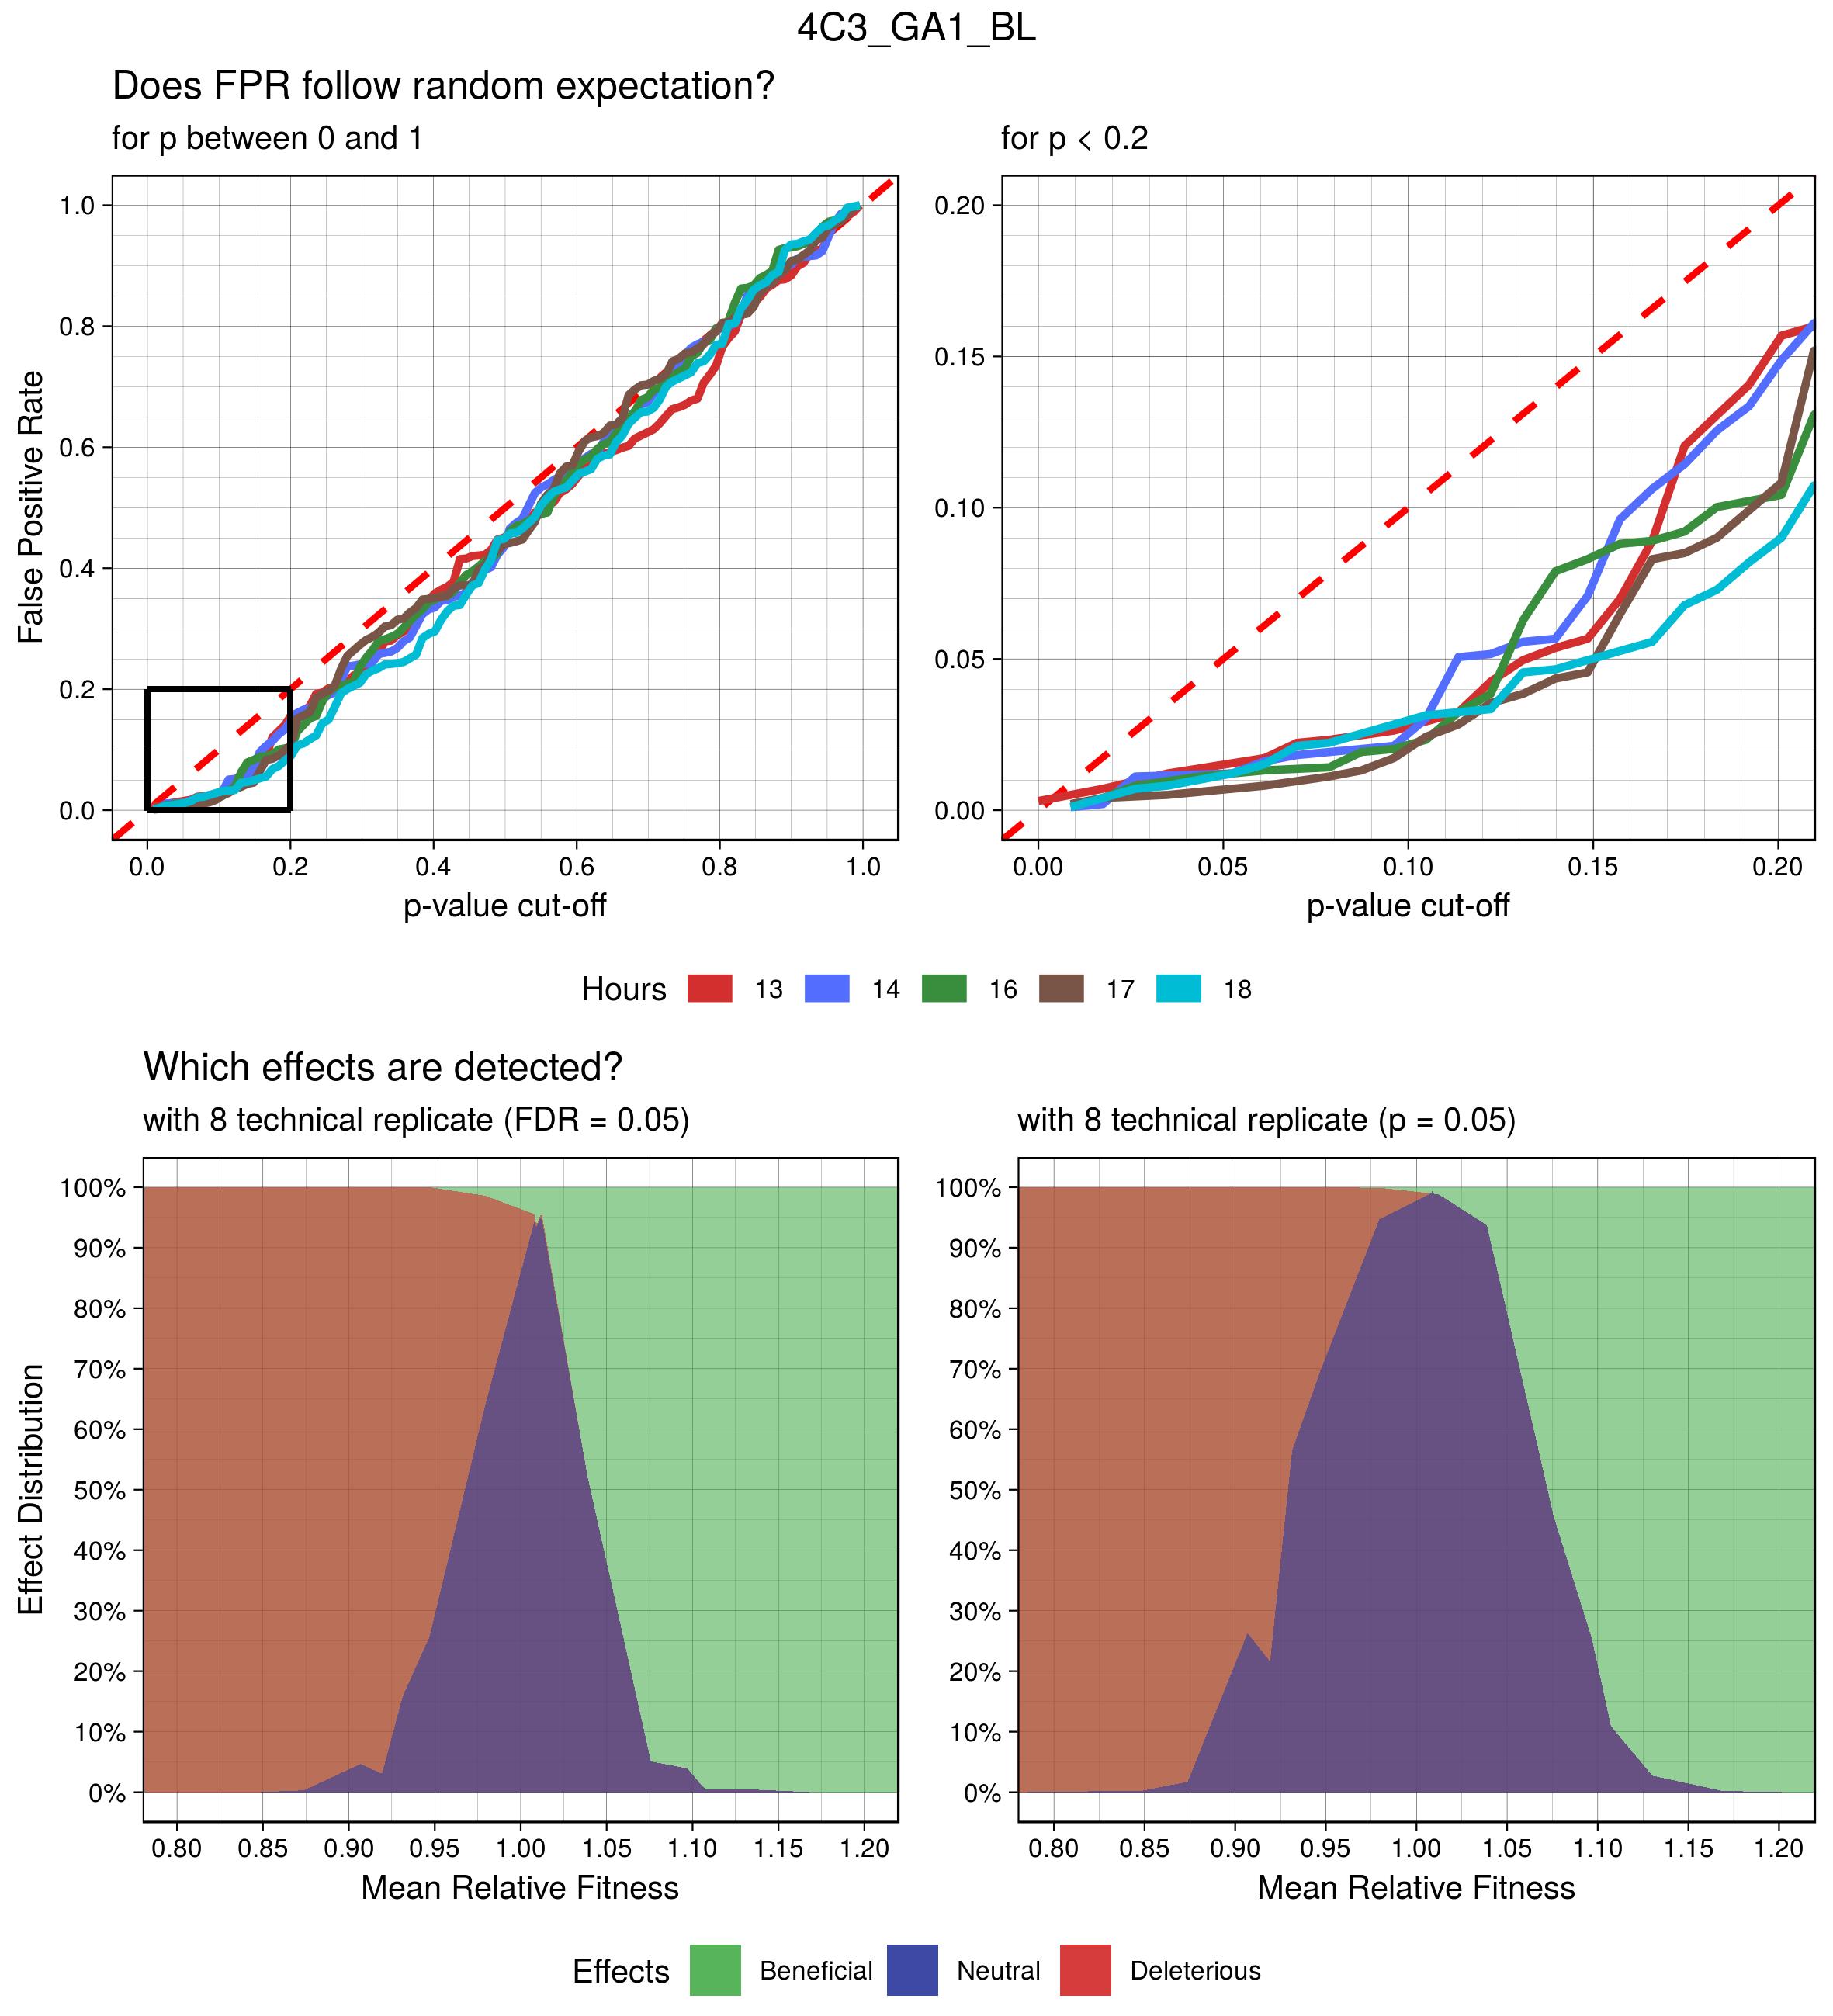 4C3_GA1_BL
Does FPR follow random expectation?
for p between 0 and 1
for p < 0.2
False Positive Rate
1.0
0.8
0.6
0.4
0.2
0.0
0.0 0.2 0.4 0.6 0.8 1.0
p-value cut-off
0.20
0.15
0.10
0.05
0.00
0.00 0.05 0.10 0.15 0.20
p-value cut-off
Hours 13 14 16 17 18
Which effects are detected?
with 8 technical replicate (FDR = 0.05)
with 8 technical replicate (p = 0.05)
Effect Distribution
100%
90%
80%
70%
60%
50%
40%
30%
20%
10%
0%
0.80 0.85 0.90 0.95 1.00 1.05 1.10 1.15 1.20
Mean Relative Fitness
100%
90%
80%
70%
60%
50%
40%
30%
20%
10%
0%
0.80 0.85 0.90 0.95 1.00 1.05 1.10 1.15 1.20
Mean Relative Fitness
Effects Beneficial Neutral Deleterious